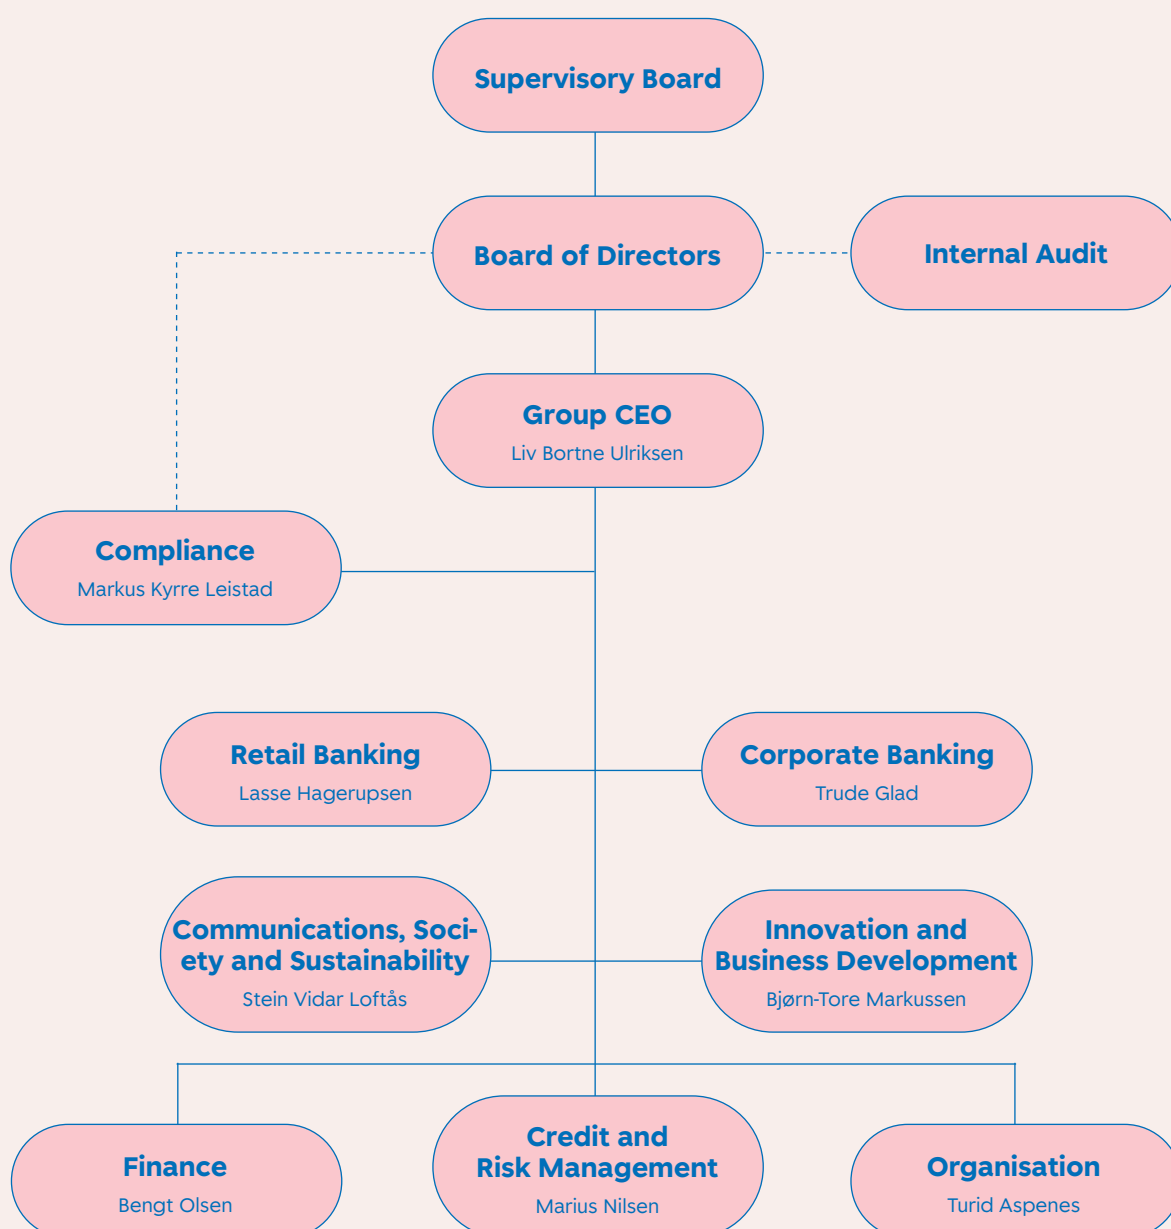 Supervisory Board
Board of Directors
Internal Audit
Group CEO
Liv Bortne Ulriksen
Compliance
Markus Kyrre Leistad
Retail Banking
Lasse Hagerupsen
Corporate Banking
Trude Glad
Communications, Soci-
ety and Sustainability
Stein Vidar Loftås
Innovation and
Business Development
Bjørn-Tore Markussen
Finance
Bengt Olsen
Credit and
Risk Management
Marius Nilsen
Organisation
Turid Aspenes